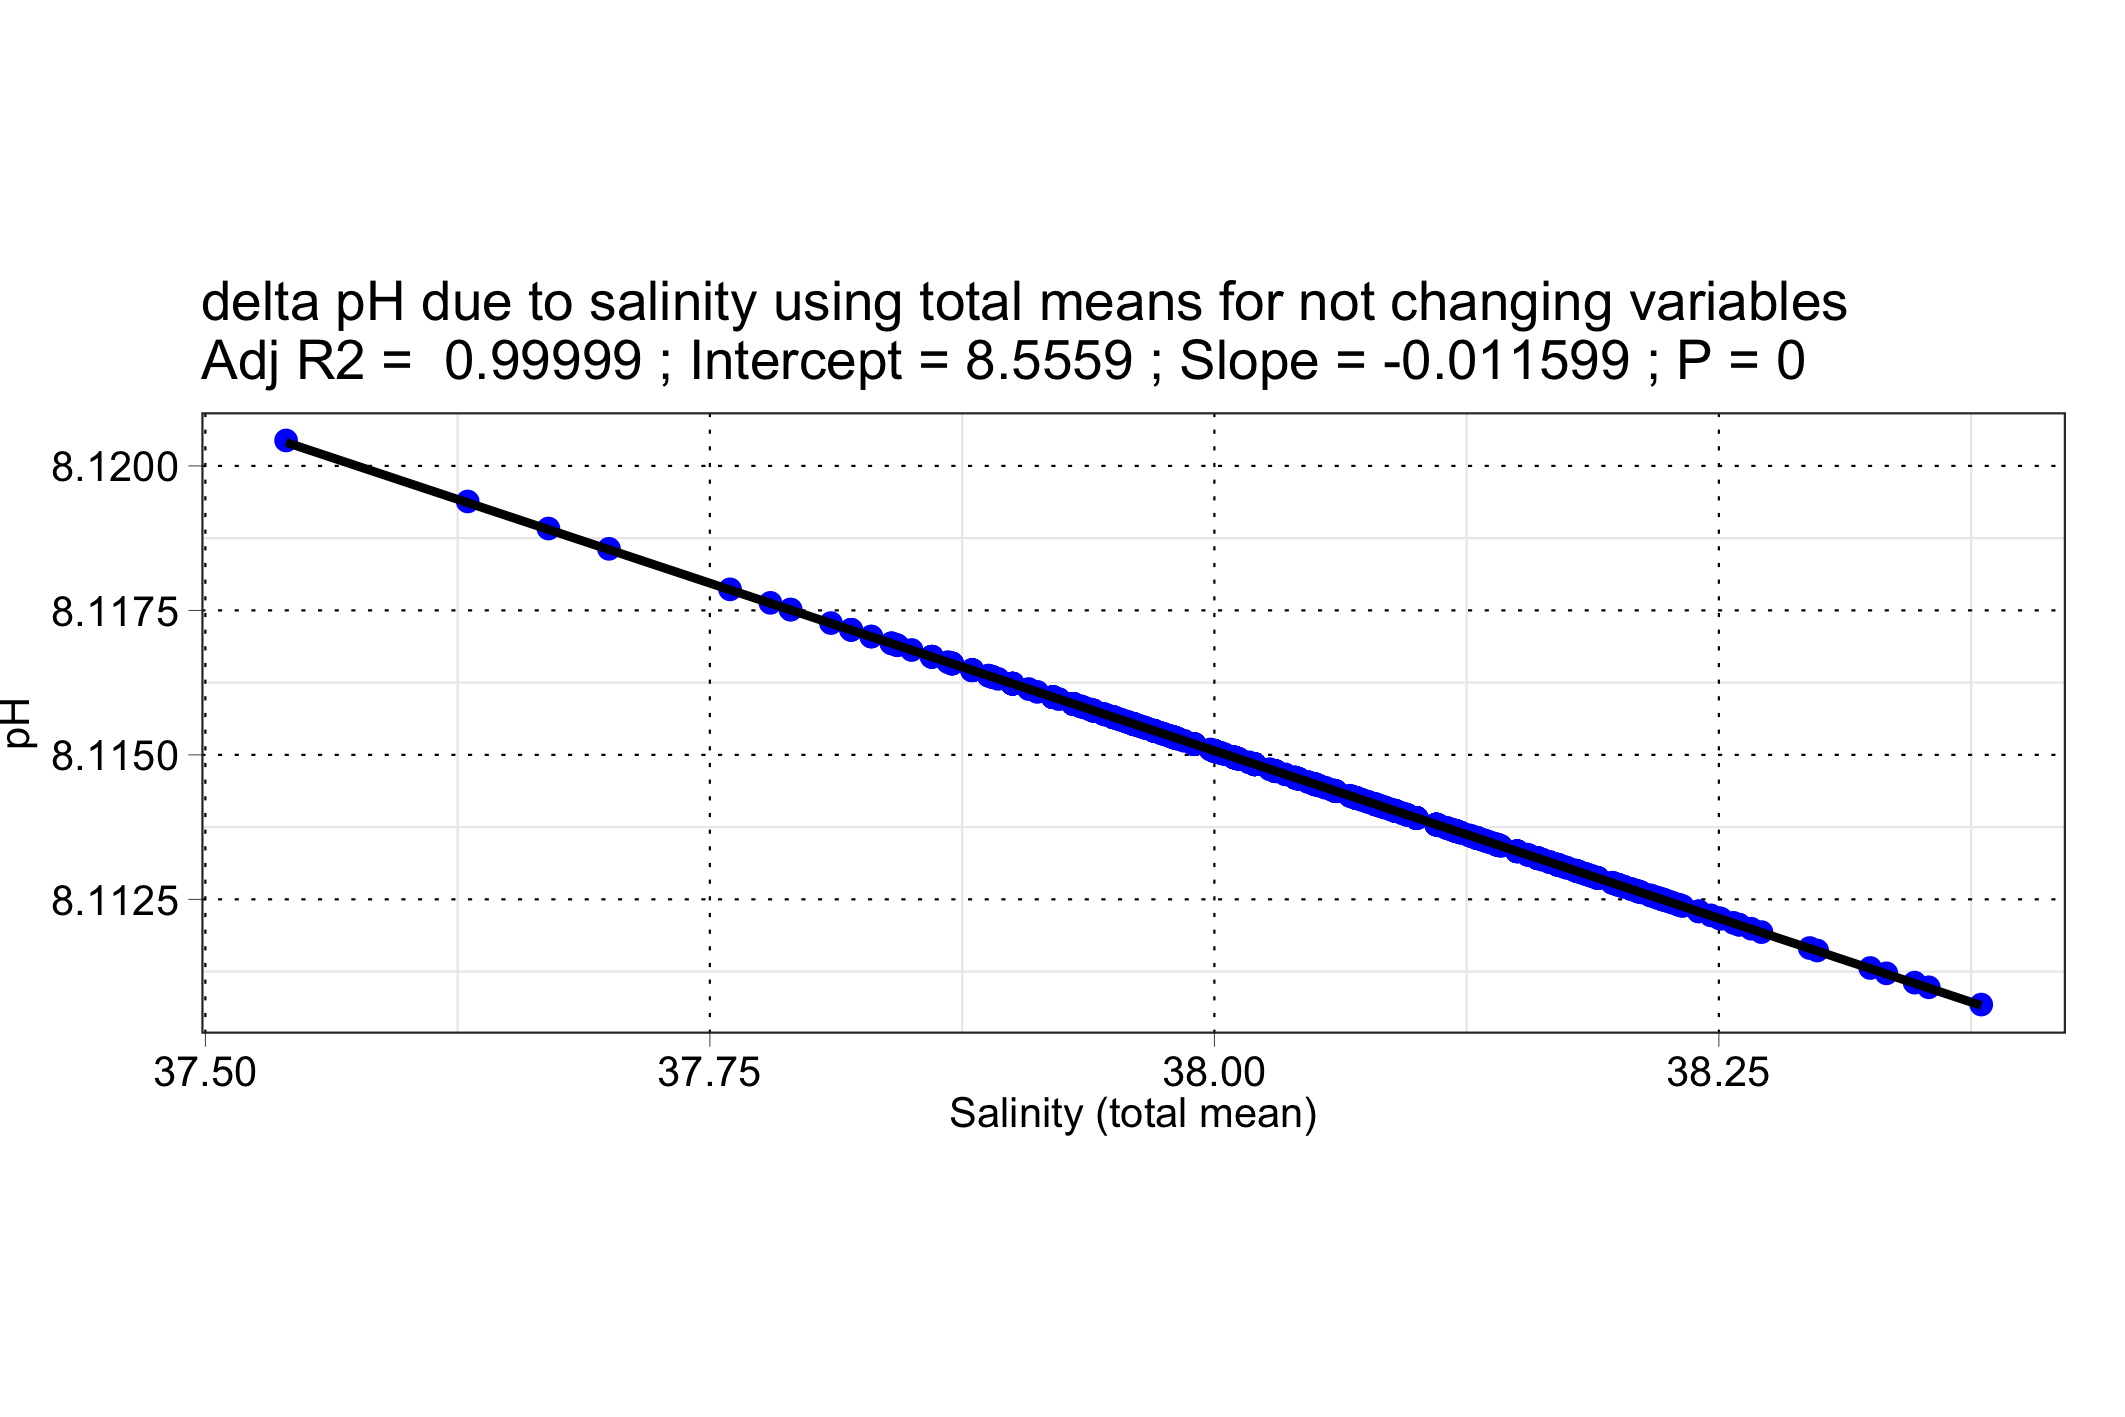 delta pH due to salinity using total means for not changing variables
Adj R2 =  0.99999 ; Intercept = 8.5559 ; Slope = -0.011599 ; P = 0
8.1200
8.1175
pH
8.1150
8.1125
37.50 37.75 38.00 38.25
Salinity (total mean)